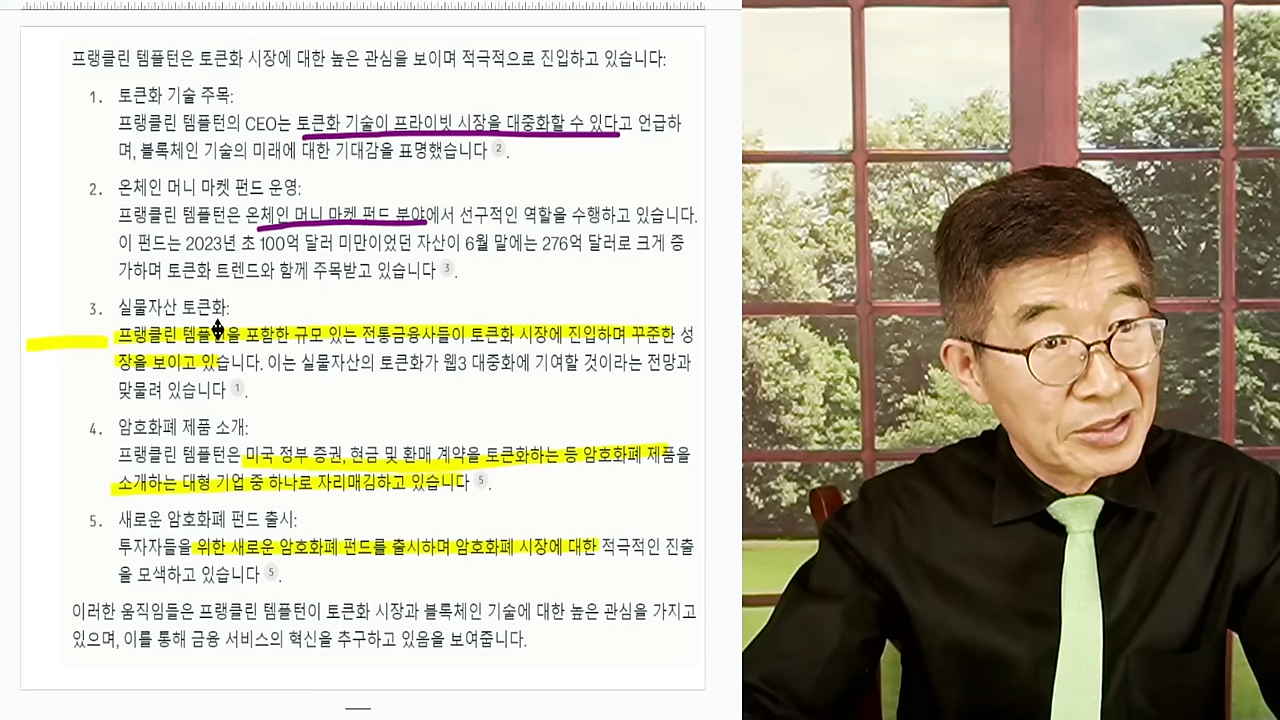 프랭클린 템플턴은 토큰화 시장에 대한 높은 관심을 보이며 적극적으로 진입하고 있습니다:
1. 토큰화 기술 주목:
프랭클린 템플턴의 CEO는 토큰화 기술이 프라이빗 시장을 대중화할 수 있다고 언급하
며, 블록체인 기술의 미래에 대한 기대감을 표명했습니다 2.
2. 온체인 머니 마켓 펀드 운영:
프랭클린 템플턴은 온체인 머니 마켓 펀드 분야에서 선구적인 역할을 수행하고 있습니다.
이 펀드는 2023년 초 100억 달러 미만이었던 자산이 6월 말에는 276억 달러로 크게 증
가하며 토큰화 트렌드와 함께 주목받고 있습니다 3.
3. 실물자산 토큰화:
프랭클린 템플턴을 포함한 규모 있는 전통금융사들이 토큰화 시장에 진입하며 꾸준한 성
장을 보이고 있습니다. 이는 실물자산의 토큰화가 웹3 대중화에 기여할 것이라는 전망과
맞물려 있습니다 1.
4. 암호화폐 제품 소개:
프랭클린 템플턴은 미국 정부 증권, 현금 및 환매 계약을 토큰화하는 등 암호화폐 제품을
소개하는 대형 기업 중 하나로 자리매김하고 있습니다 5.
5. 새로운 암호화폐 펀드 출시:
투자자들을 위한 새로운 암호화폐 펀드를 출시하며 암호화폐 시장에 대한 적극적인 진출
을 모색하고 있습니다 5.
이러한 움직임들은 프랭클린 템플턴이 토큰화 시장과 블록체인 기술에 대한 높은 관심을 가지고
있으며, 이를 통해 금융 서비스의 혁신을 추구하고 있음을 보여줍니다.